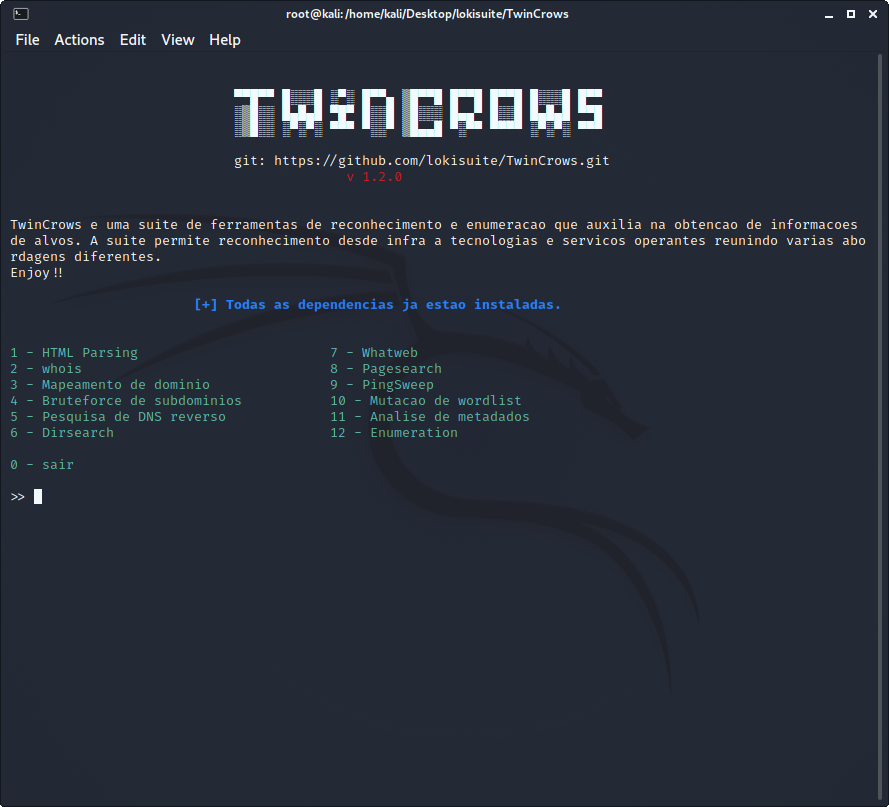 root@kali:/home/kali/Desktop/lokisuite/TwinCrows
File Actions Edit View Help
TWiNCROWS
git: https://github.com/lokisuite/TwinCrows.git
v 1.2.0
TwinCrows e uma suite de ferramentas de reconhecimento e enumeracao que auxilia na obtencao de informacoes
de alvos. A suite permite reconhecimento desde infra a tecnologias e servicos operantes reunindo varias abo
rdagens diferentes.
Enjoy!!
[+] Todas as dependencias ja estao instaladas.
1 - HTML Parsing 7 - Whatweb
2 - whois 8 - Pagesearch
3 - Mapeamento de dominio 9 - PingSweep
4 - Bruteforce de subdominios 10 - Mutacao de wordlist
5 - Pesquisa de DNS reverso 11 - Analise de metadados
6 - Dirsearch 12 - Enumeration
0 - sair
>>